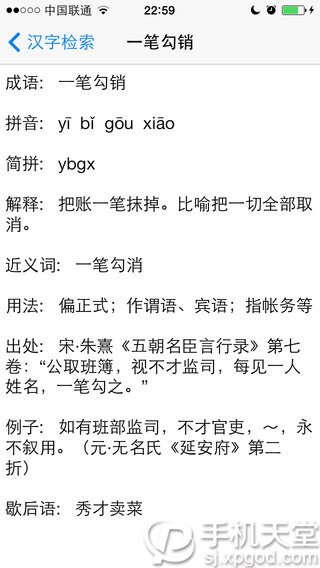 中国联通 22:59
汉字检索 一笔勾销
成语: 一笔勾销
拼音: yī bǐ gōu xiāo
简拼: ybgx
解释: 把账一笔抹掉。比喻把一切全部取
消。
近义词: 一笔勾消
用法: 偏正式；作谓语、宾语；指帐务等
出处: 宋·朱熹《五朝名臣言行录》第七
卷:“公取班簿，视不才监司，每见一人
姓名，一笔勾之。”
例子: 如有班部监司，不才官吏，～，永
不叙用。（元·无名氏《延安府》第二
折）
歇后语: 秀才卖菜
手机天堂
sj.xpgod.com